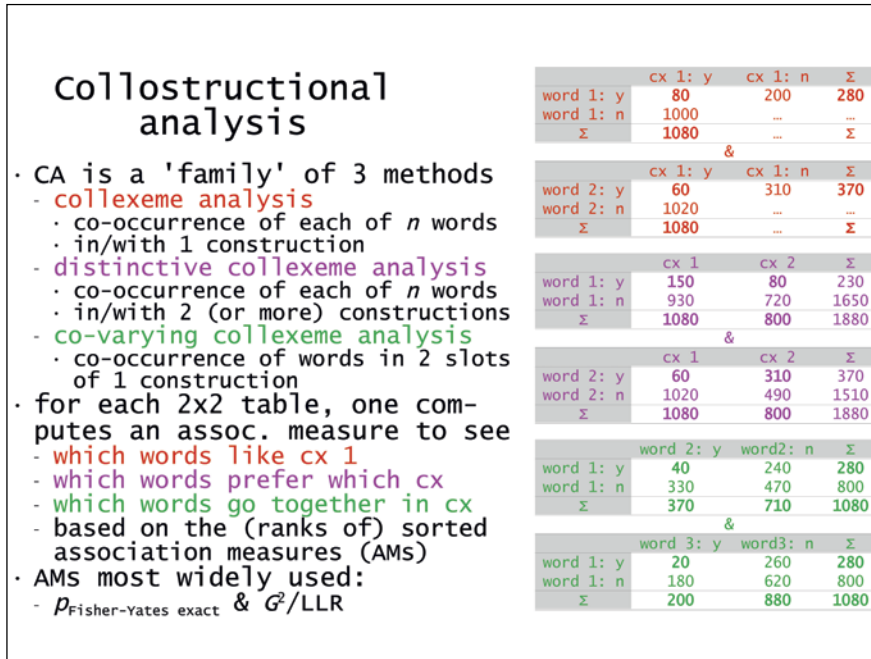 Collostructional
analysis
· CA is a 'family' of 3 methods
- collexeme analysis
· co-occurrence of each of n words
· in/with 1 construction
- distinctive collexeme analysis
· co-occurrence of each of n words
· in/with 2 (or more) constructions
- co-varying collexeme analysis
· co-occurrence of words in 2 slots
of 1 construction
· for each 2x2 table, one com-
putes an assoc. measure to see
- which words like cx 1
- which words prefer which cx
- which words go together in cx
- based on the (ranks of) sorted
association measures (AMs)
· AMs most widely used:
- pFisher-Yates exact & G²/LLR
cx 1: y cx 1: n Σ
word 1: y 80 200 280
word 1: n 1000 … …
Σ 1080 … Σ
&
cx 1: y cx 1: n Σ
word 2: y 60 310 370
word 2: n 1020 … …
Σ 1080 … Σ
cx 1 cx 2 Σ
word 1: y 150 80 230
word 1: n 930 720 1650
Σ 1080 800 1880
&
cx 1 cx 2 Σ
word 2: y 60 310 370
word 2: n 1020 490 1510
Σ 1080 800 1880
word 2: y word2: n Σ
word 1: y 40 240 280
word 1: n 330 470 800
Σ 370 710 1080
&
word 3: y word3: n Σ
word 1: y 20 260 280
word 1: n 180 620 800
Σ 200 880 1080